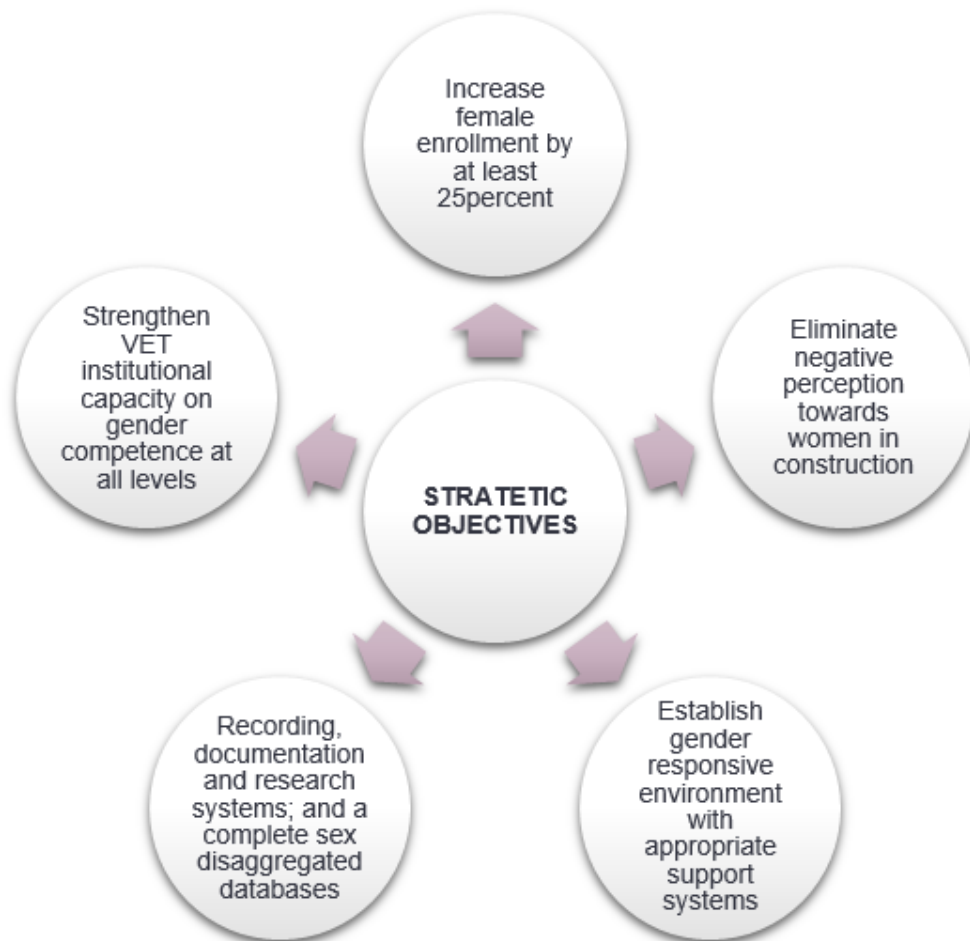 Increase
female
enrollment by
at least
25percent
Strengthen
VET
institutional
capacity on
gender
competence at
all levels
Eliminate
negative
perception
towards
women in
construction
STRATETIC
OBJECTIVES
Recording,
documentation
and research
systems; and a
complete sex
disaggregated
databases
Establish
gender
responsive
environment
with
appropriate
support
systems